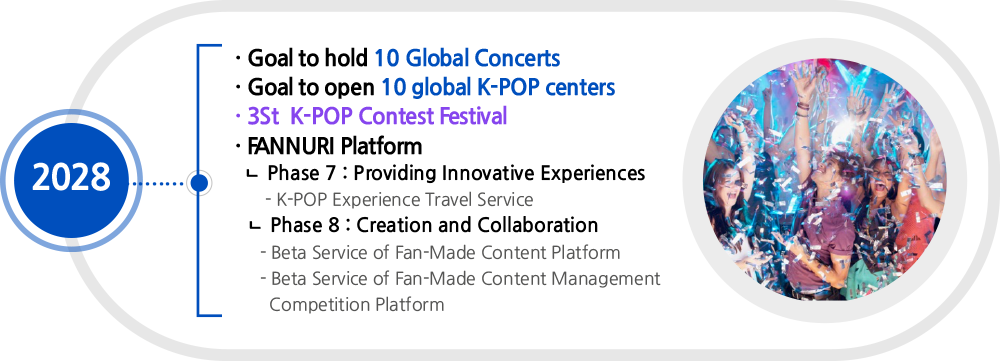 2028
· Goal to hold 10 Global Concerts
· Goal to open 10 global K-POP centers
· 3St K-POP Contest Festival
· FANNURI Platform
ㄴ Phase 7 : Providing Innovative Experiences
- K-POP Experience Travel Service
ㄴ Phase 8 : Creation and Collaboration
- Beta Service of Fan-Made Content Platform
- Beta Service of Fan-Made Content Management
Competition Platform